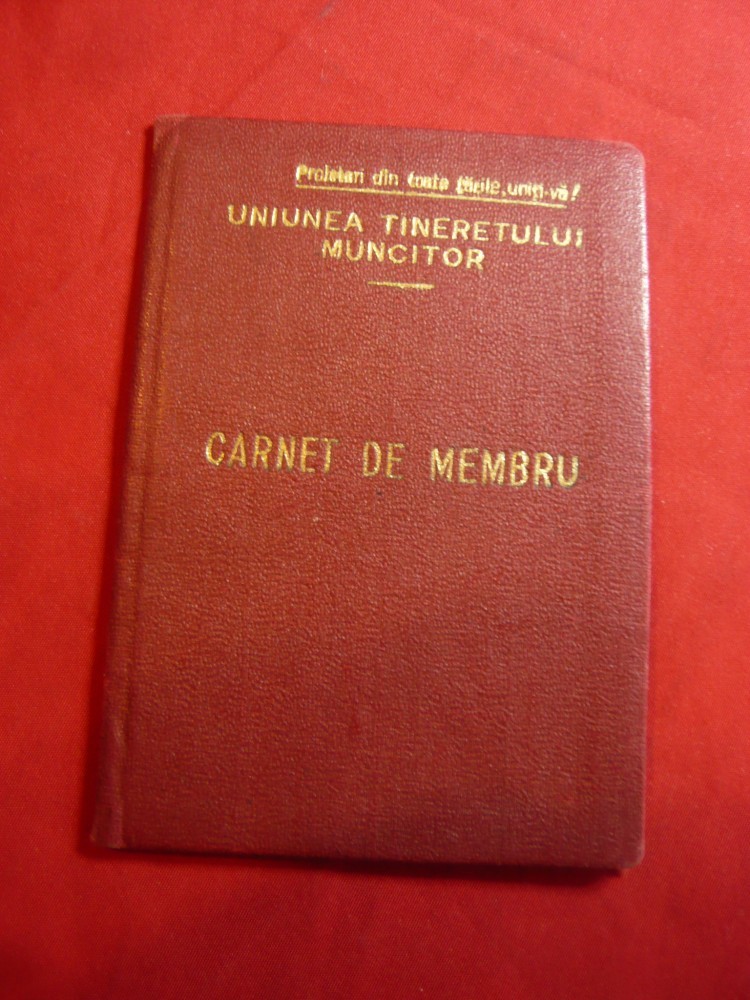 Proletari din toate țările, uniți-vă!
UNIUNEA TINERETULUI
MUNCITOR
CARNET DE MEMBRU